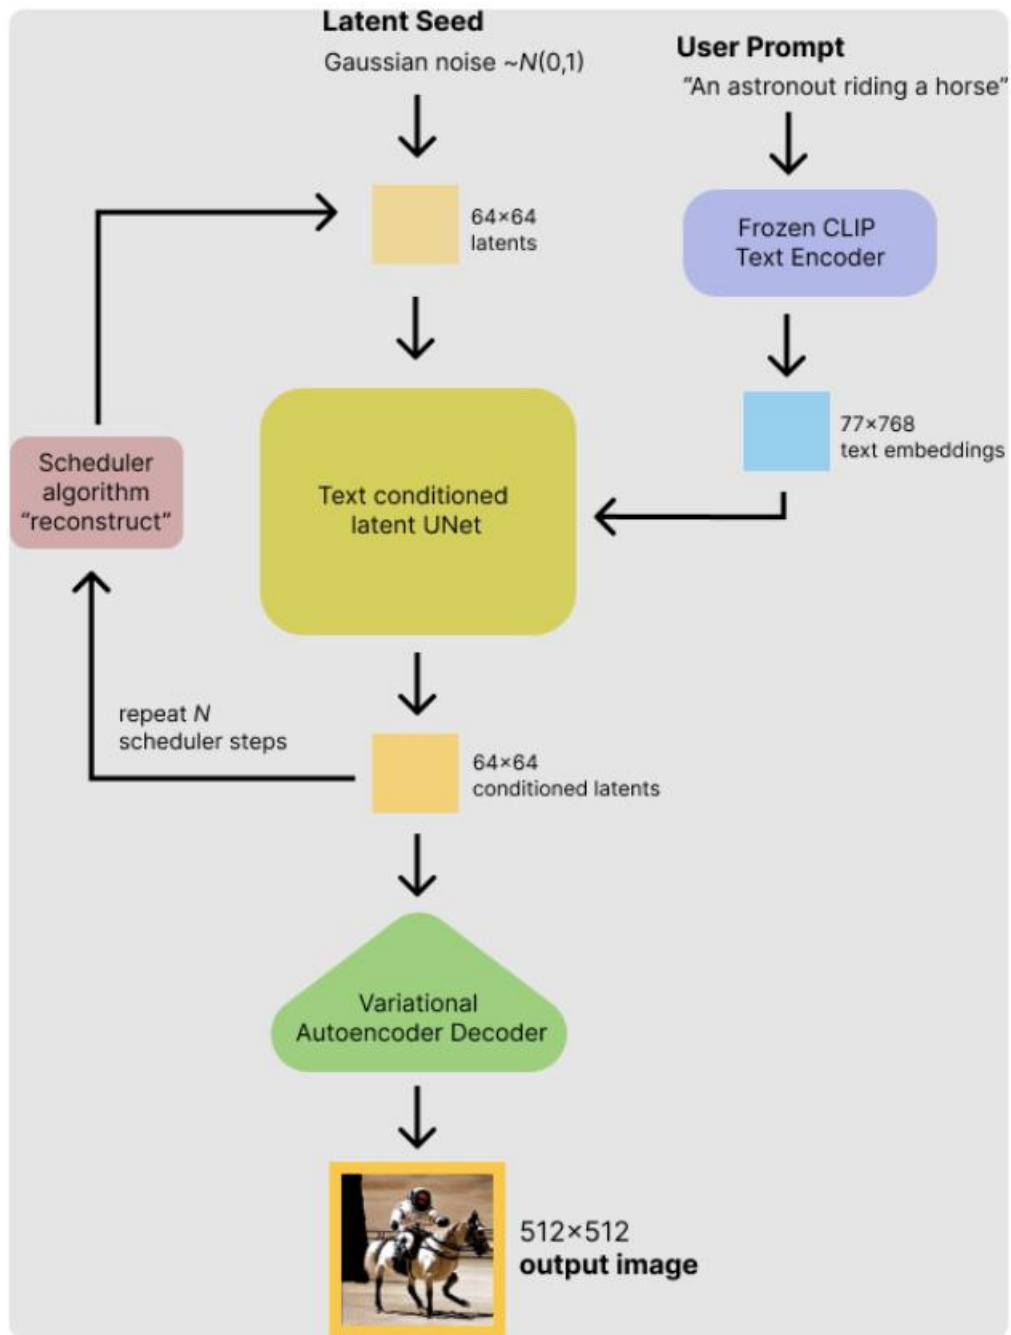 Latent Seed
Gaussian noise ~N(0,1)
User Prompt
“An astronout riding a horse”
64×64
latents
Frozen CLIP
Text Encoder
77×768
text embeddings
Scheduler
algorithm
“reconstruct”
Text conditioned
latent UNet
repeat N
scheduler steps
64×64
conditioned latents
Variational
Autoencoder Decoder
512×512
output image